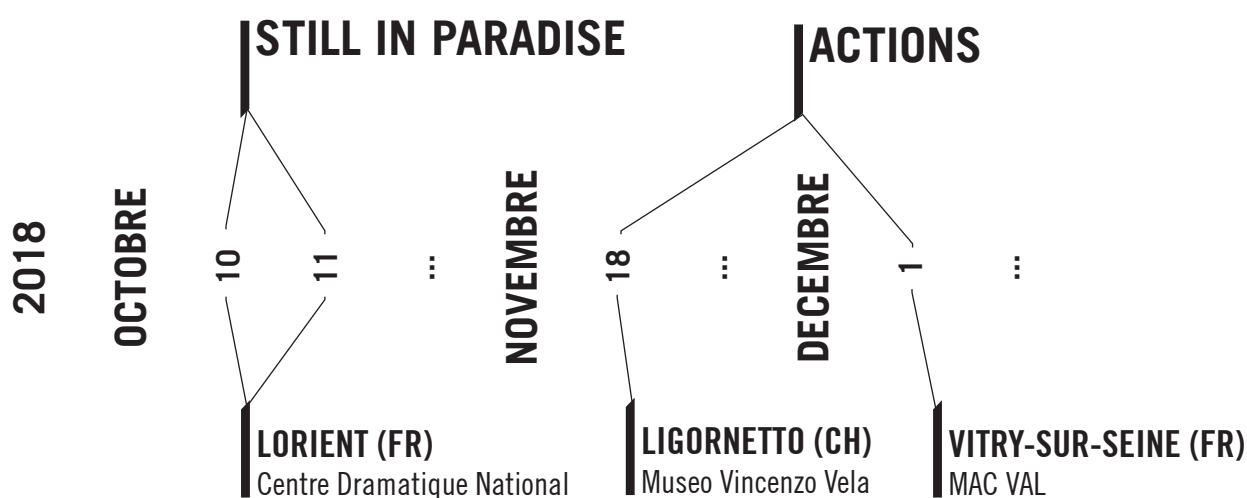 STILL IN PARADISE
ACTIONS
2018
OCTOBRE
10
11
...
NOVEMBRE
18
...
DECEMBRE
1
...
LORIENT (FR)
Centre Dramatique National
LIGORNETTO (CH)
Museo Vincenzo Vela
VITRY-SUR-SEINE (FR)
MAC VAL